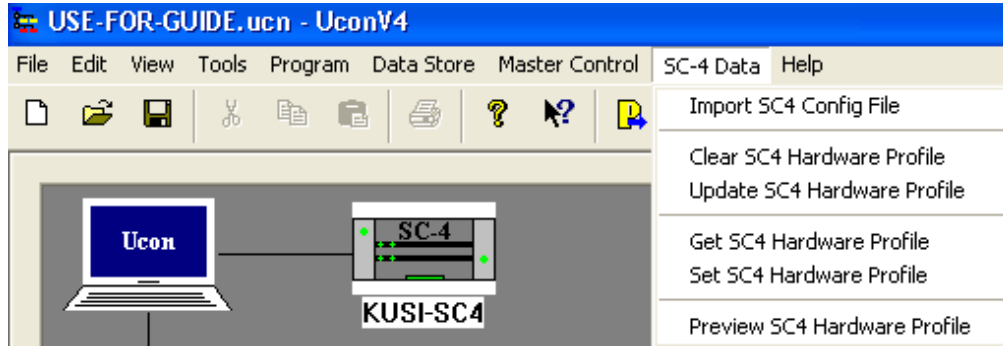 USE-FOR-GUIDE.ucn - UconV4
File Edit View Tools Program Data Store Master Control SC-4 Data Help
Import SC4 Config File
Clear SC4 Hardware Profile
Update SC4 Hardware Profile
Get SC4 Hardware Profile
Set SC4 Hardware Profile
Preview SC4 Hardware Profile
Ucon
SC-4
KUSI-SC4